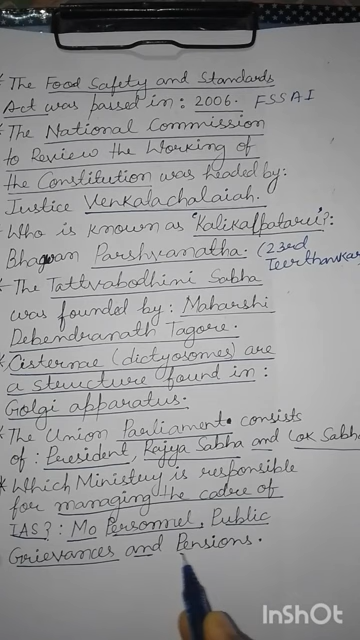 * The Food Safety and Standards
Act was passed in: 2006. FSSAI
* The National Commission
to Review the Working of
the Constitution was headed by:
Justice Venkalachalaiah.
Who is known as "Kalikalpataru"?:
Bhagwan Parshvanatha. (23rd
Teerthankar
* The Tattvabodhini Sabha
was founded by: Maharshi
Debendranath Tagore.
* Cisternae (dictyosomes) are
a structure found in:
Golgi apparatus.
* The Union Parliament consists
of: President, Rajya Sabha and Lok Sabha
* Which Ministry is responsible
for managing the cadre of
IAS?: Mo Personnel, Public
Grievances and Pensions.
InShOt